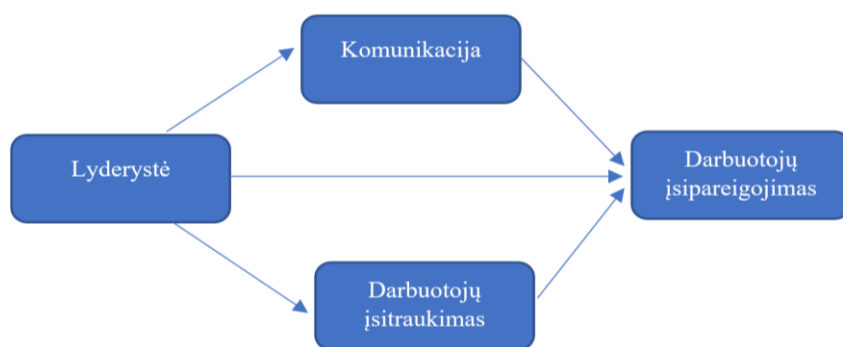 Komunikacija
Lyderystė
Darbuotojų
įsipareigojimas
Darbuotojų
įsitraukimas